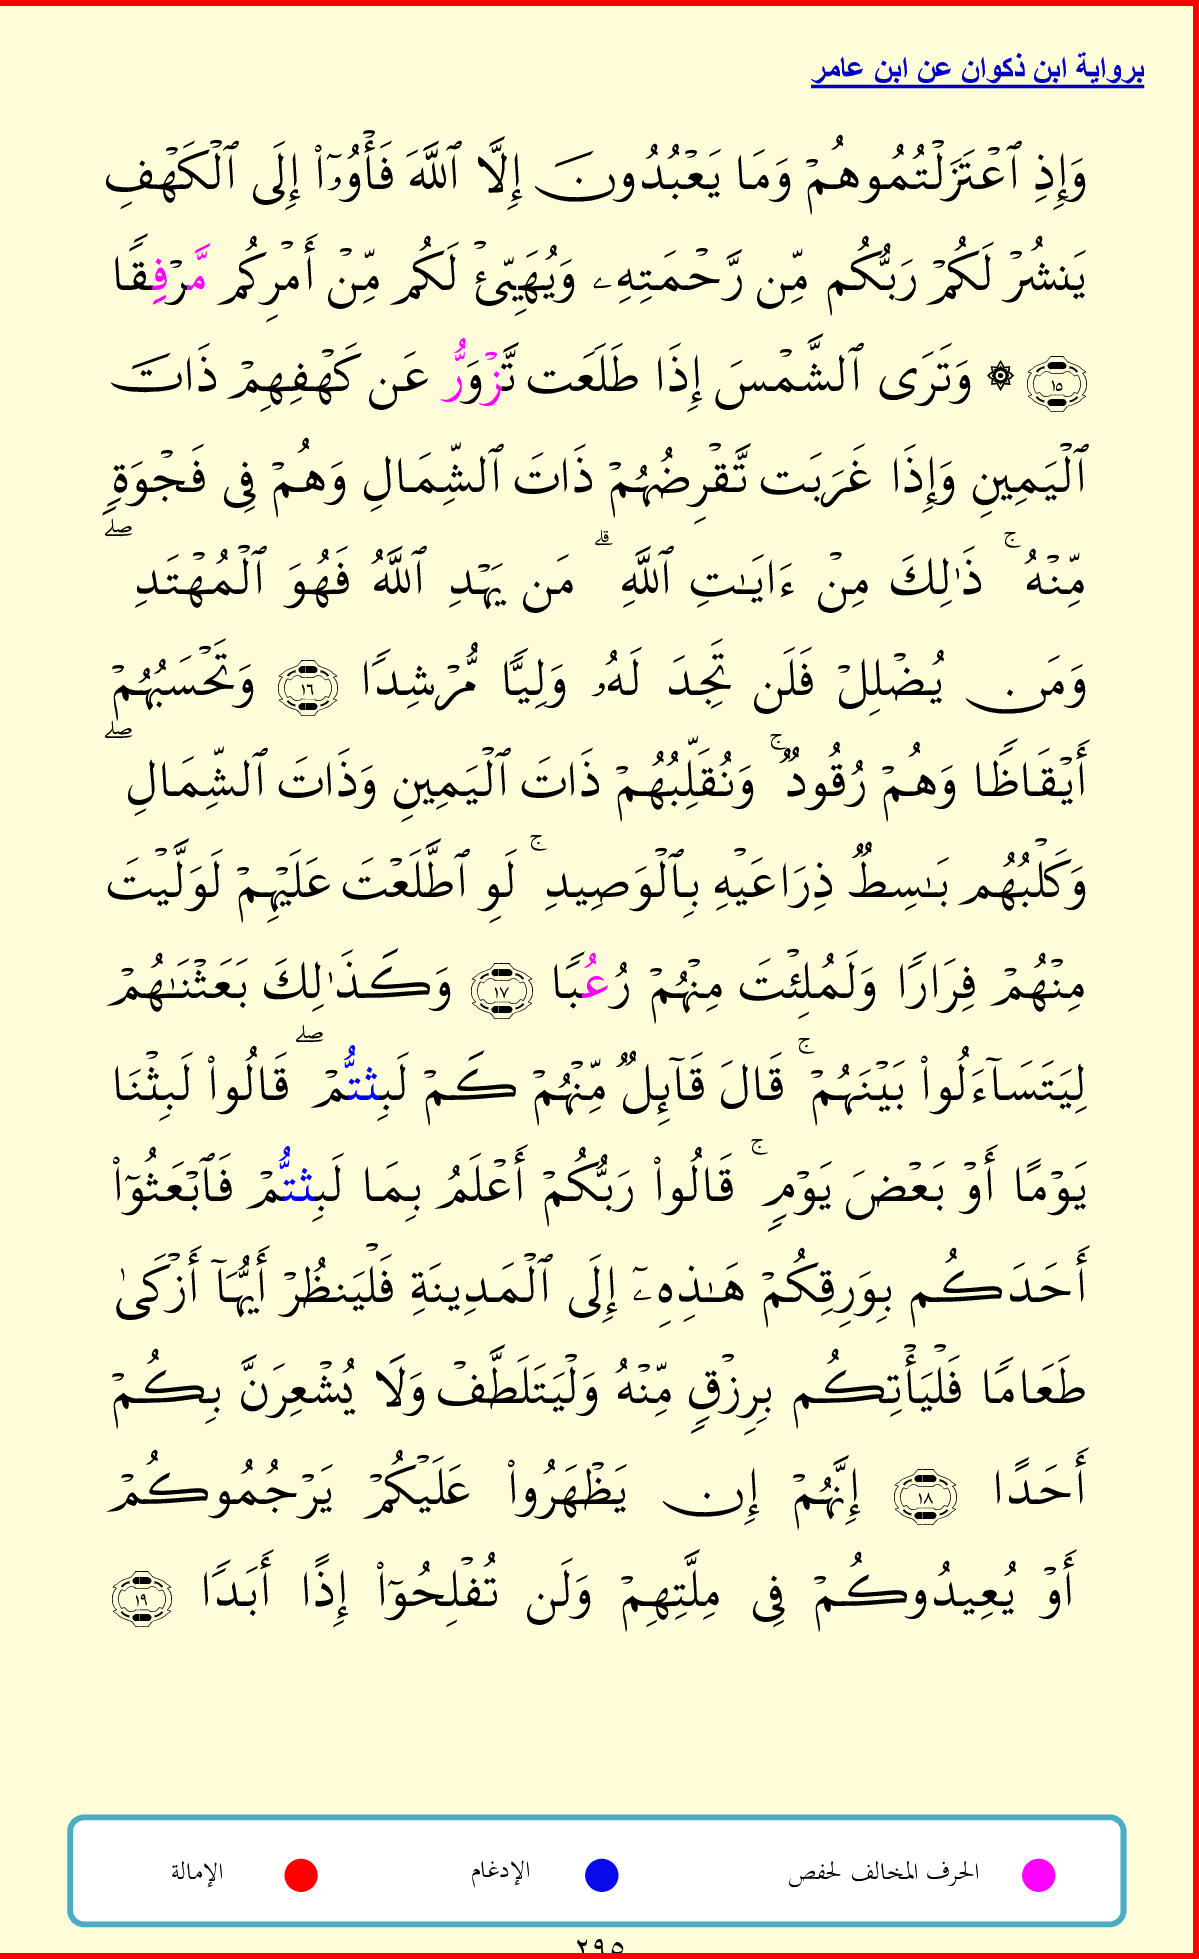 برواية ابن ذكوان عن ابن عامر
وَإِذِ ٱعْتَزَلْتُمُوهُمْ وَمَا يَعْبُدُونَ إِلَّا ٱللَّهَ فَأْوُۥٓا۟ إِلَى ٱلْكَهْفِ
يَنشُرْ لَكُمْ رَبُّكُم مِّن رَّحْمَتِهِۦ وَيُهَيِّئْ لَكُم مِّنْ أَمْرِكُم مَّرْفِقًا
١٥ ۞ وَتَرَى ٱلشَّمْسَ إِذَا طَلَعَت تَّزْوَرُّ عَن كَهْفِهِمْ ذَاتَ
ٱلْيَمِينِ وَإِذَا غَرَبَت تَّقْرِضُهُمْ ذَاتَ ٱلشِّمَالِ وَهُمْ فِى فَجْوَةٍ
مِّنْهُ ۚ ذَٰلِكَ مِنْ ءَايَـٰتِ ٱللَّهِ ۗ مَن يَهْدِ ٱللَّهُ فَهُوَ ٱلْمُهْتَدِ ۖ
وَمَن يُضْلِلْ فَلَن تَجِدَ لَهُۥ وَلِيًّا مُّرْشِدًا ١٦ وَتَحْسَبُهُمْ
أَيْقَاظًا وَهُمْ رُقُودٌ ۚ وَنُقَلِّبُهُمْ ذَاتَ ٱلْيَمِينِ وَذَاتَ ٱلشِّمَالِ ۖ
وَكَلْبُهُم بَـٰسِطٌ ذِرَاعَيْهِ بِٱلْوَصِيدِ ۚ لَوِ ٱطَّلَعْتَ عَلَيْهِمْ لَوَلَّيْتَ
مِنْهُمْ فِرَارًا وَلَمُلِئْتَ مِنْهُمْ رُعُبًا ١٧ وَكَذَٰلِكَ بَعَثْنَـٰهُمْ
لِيَتَسَآءَلُوا۟ بَيْنَهُمْ ۚ قَالَ قَآئِلٌ مِّنْهُمْ كَمْ لَبِثتُّمْ ۖ قَالُوا۟ لَبِثْنَا
يَوْمًا أَوْ بَعْضَ يَوْمٍ ۚ قَالُوا۟ رَبُّكُمْ أَعْلَمُ بِمَا لَبِثتُّمْ فَٱبْعَثُوٓا۟
أَحَدَكُم بِوَرِقِكُمْ هَـٰذِهِۦٓ إِلَى ٱلْمَدِينَةِ فَلْيَنظُرْ أَيُّهَآ أَزْكَىٰ
طَعَامًا فَلْيَأْتِكُم بِرِزْقٍ مِّنْهُ وَلْيَتَلَطَّفْ وَلَا يُشْعِرَنَّ بِكُمْ
أَحَدًا ١٨ إِنَّهُمْ إِن يَظْهَرُوا۟ عَلَيْكُمْ يَرْجُمُوكُمْ
أَوْ يُعِيدُوكُمْ فِى مِلَّتِهِمْ وَلَن تُفْلِحُوٓا۟ إِذًا أَبَدًا ١٩
الحرف المخالف لحفص الإدغام الإمالة
٢٩٥